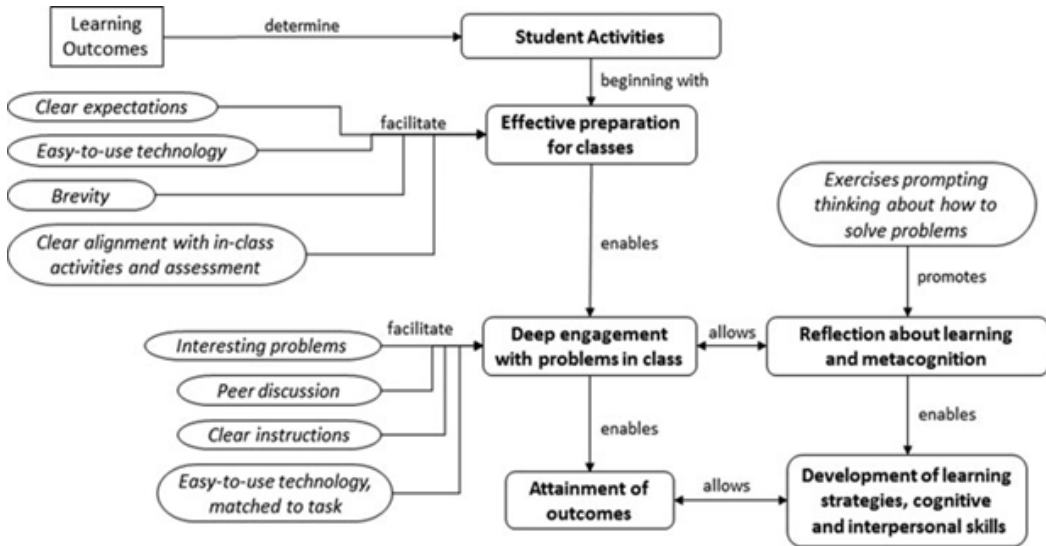 Learning
Outcomes
determine
Student Activities
beginning with
Clear expectations
facilitate
Effective preparation
for classes
Easy-to-use technology
Brevity
Clear alignment with in-class
activities and assessment
Exercises prompting
thinking about how to
solve problems
enables
promotes
facilitate
Interesting problems
Deep engagement
with problems in class
allows
Reflection about learning
and metacognition
Peer discussion
Clear instructions
enables
enables
Easy-to-use technology,
matched to task
Attainment of
outcomes
allows
Development of learning
strategies, cognitive
and interpersonal skills